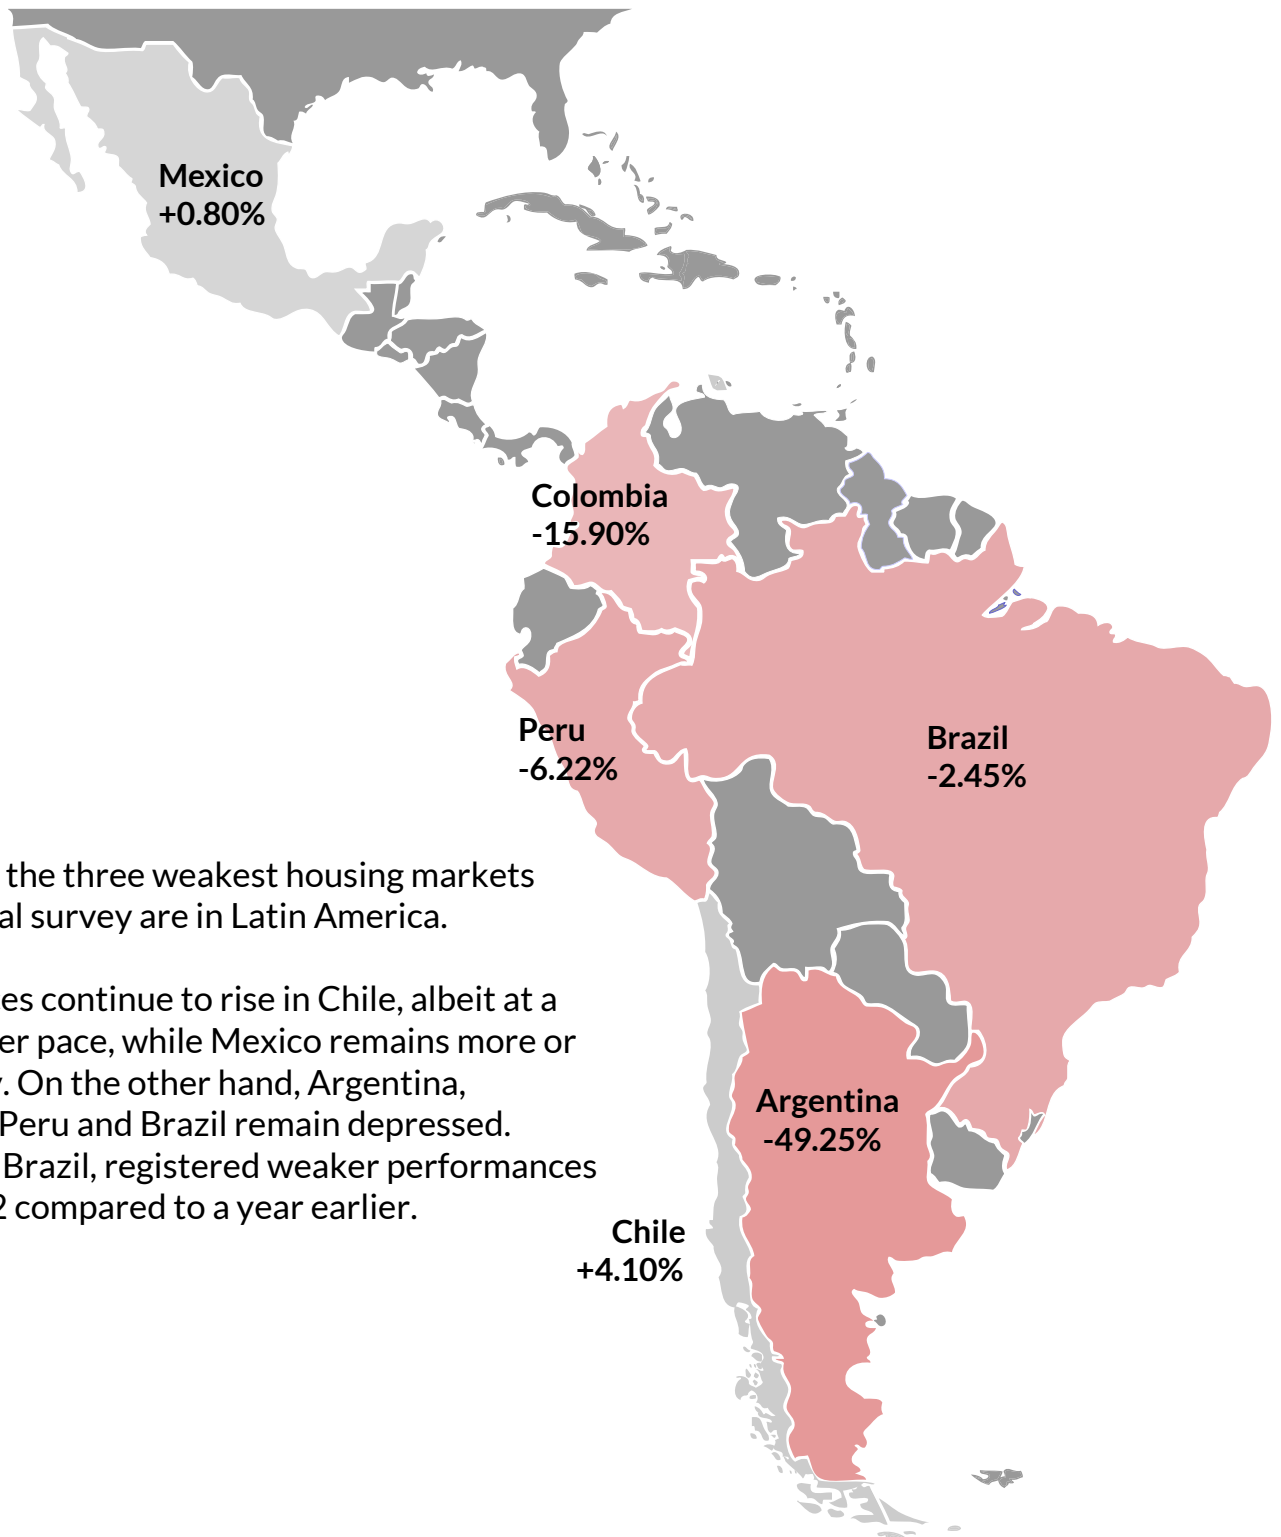 Mexico
+0.80%
Colombia
-15.90%
Peru
-6.22%
Brazil
-2.45%
the three weakest housing markets
survey are in Latin America.
continue to rise in Chile, albeit at a
pace, while Mexico remains more or
On the other hand, Argentina,
Peru and Brazil remain depressed.
Brazil, registered weaker performances
2 compared to a year earlier.
Argentina
-49.25%
Chile
+4.10%